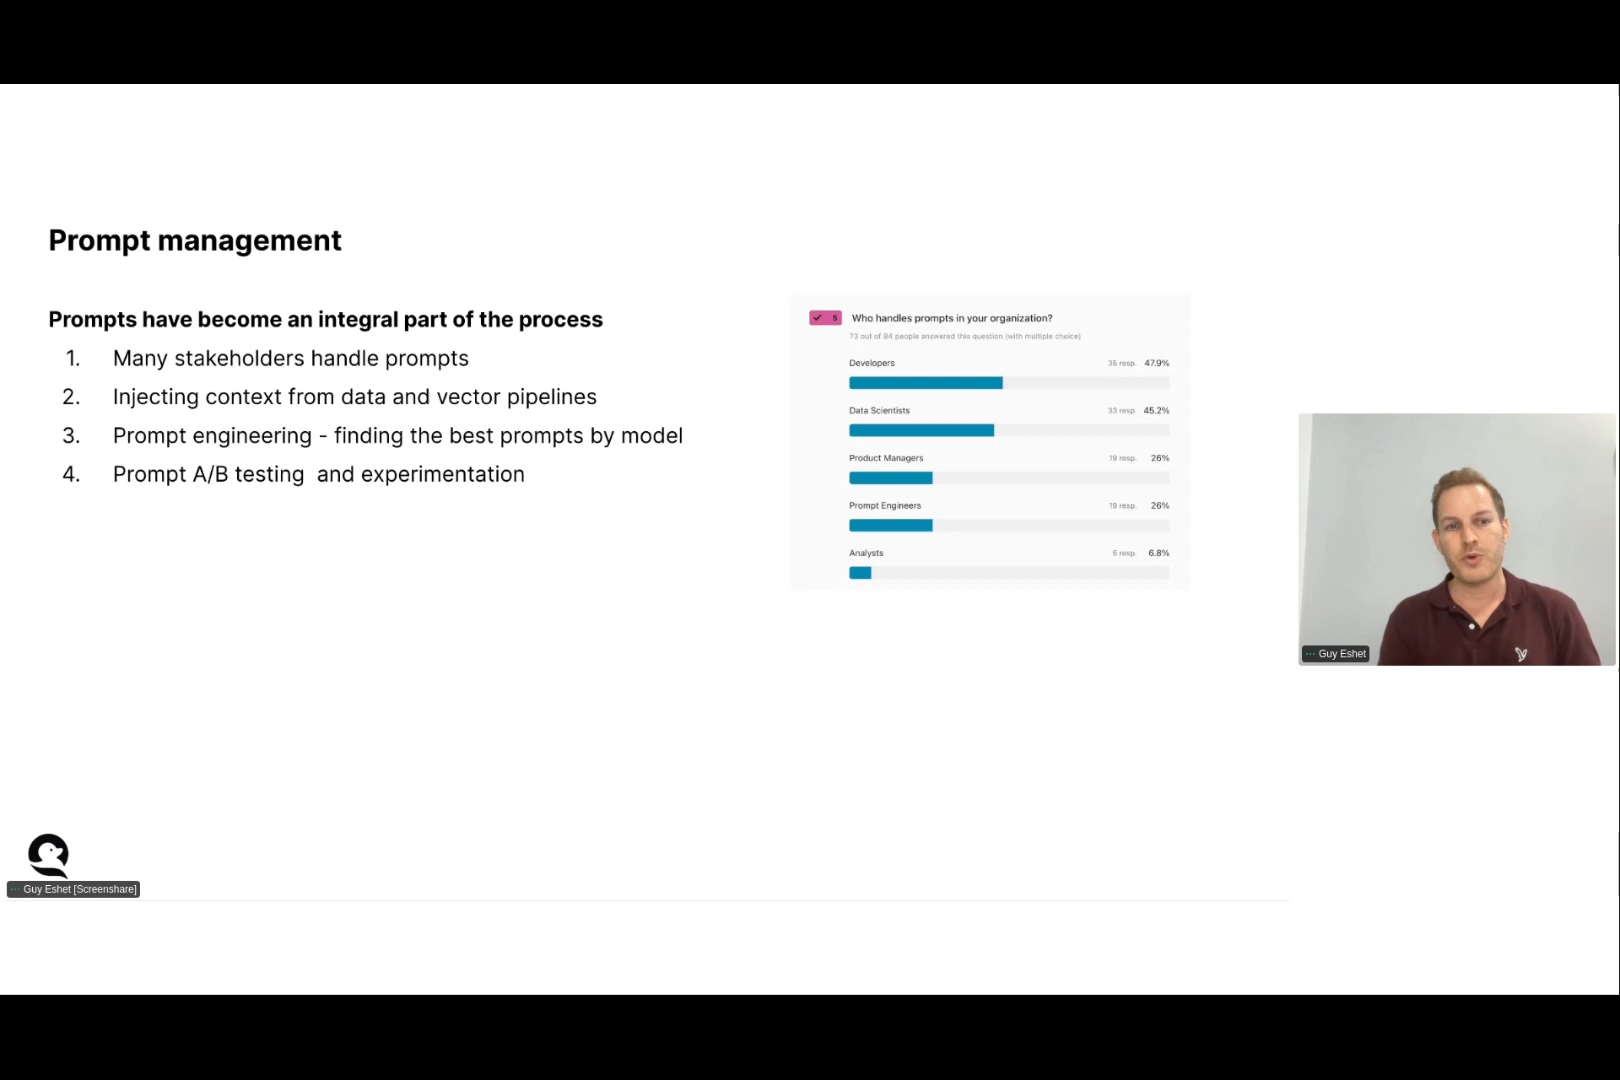 Prompt management
Prompts have become an integral part of the process
1. Many stakeholders handle prompts
2. Injecting context from data and vector pipelines
3. Prompt engineering - finding the best prompts by model
4. Prompt A/B testing  and experimentation
5 Who handles prompts in your organization?
73 out of 84 people answered this question (with multiple choice)
Developers 35 resp. 47.9%
Data Scientists 33 resp. 45.2%
Product Managers 19 resp. 26%
Prompt Engineers 19 resp. 26%
Analysts 5 resp. 6.8%
Guy Eshet
Guy Eshet [Screenshare]